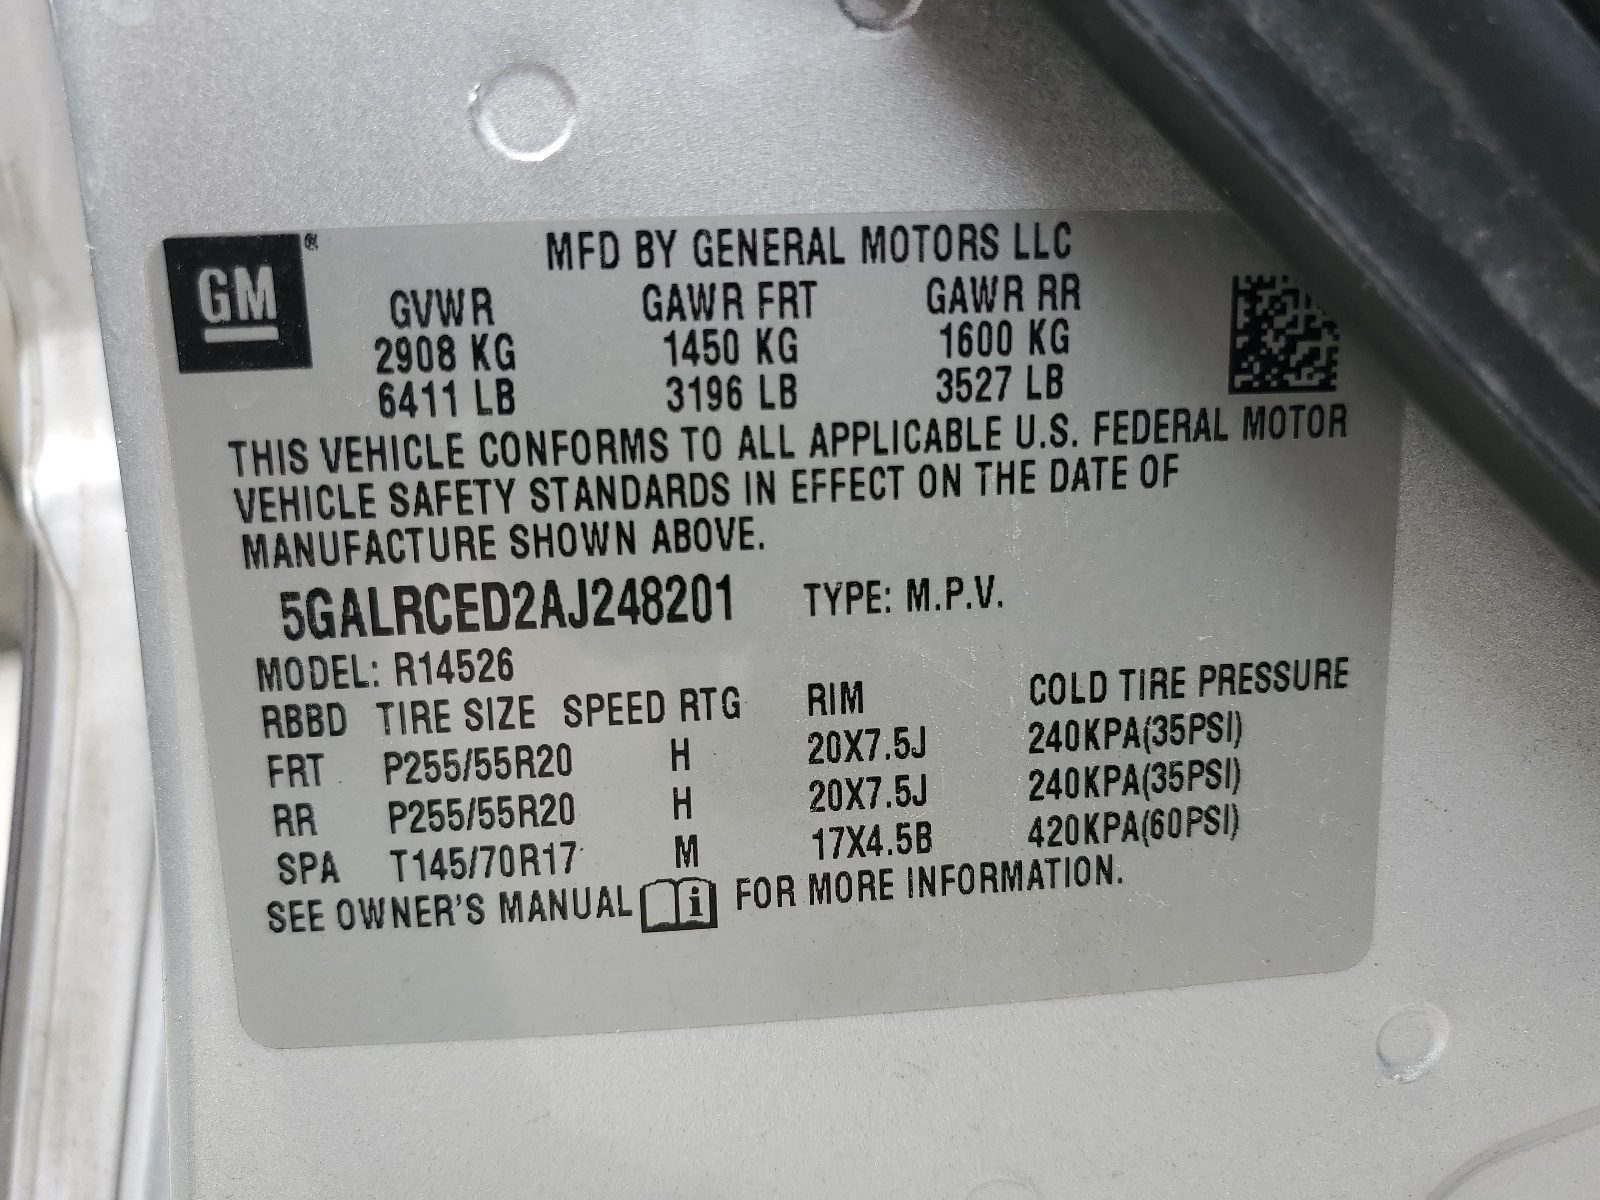 GM ®
MFD BY GENERAL MOTORS LLC
GVWR GAWR FRT GAWR RR
2908 KG 1450 KG 1600 KG
6411 LB 3196 LB 3527 LB
THIS VEHICLE CONFORMS TO ALL APPLICABLE U.S. FEDERAL MOTOR
VEHICLE SAFETY STANDARDS IN EFFECT ON THE DATE OF
MANUFACTURE SHOWN ABOVE.
5GALRCED2AJ248201 TYPE: M.P.V.
MODEL: R14526
RBBD TIRE SIZE SPEED RTG RIM COLD TIRE PRESSURE
FRT P255/55R20 H 20X7.5J 240KPA(35PSI)
RR P255/55R20 H 20X7.5J 240KPA(35PSI)
SPA T145/70R17 M 17X4.5B 420KPA(60PSI)
SEE OWNER'S MANUAL i FOR MORE INFORMATION.